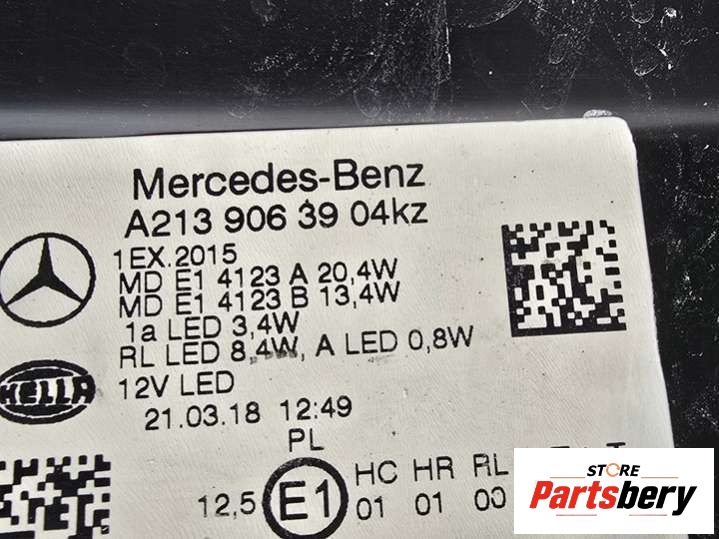 Mercedes-Benz
A213 906 39 04kz
1EX.2015
MD E1 4123 A 20,4W
MD E1 4123 B 13,4W
1a LED 3,4W
RL LED 8,4W, A LED 0,8W
HELLA
12V LED
21.03.18 12:49
PL
HC HR RL
12,5 E1 01 01 00
STORE
Partsbery